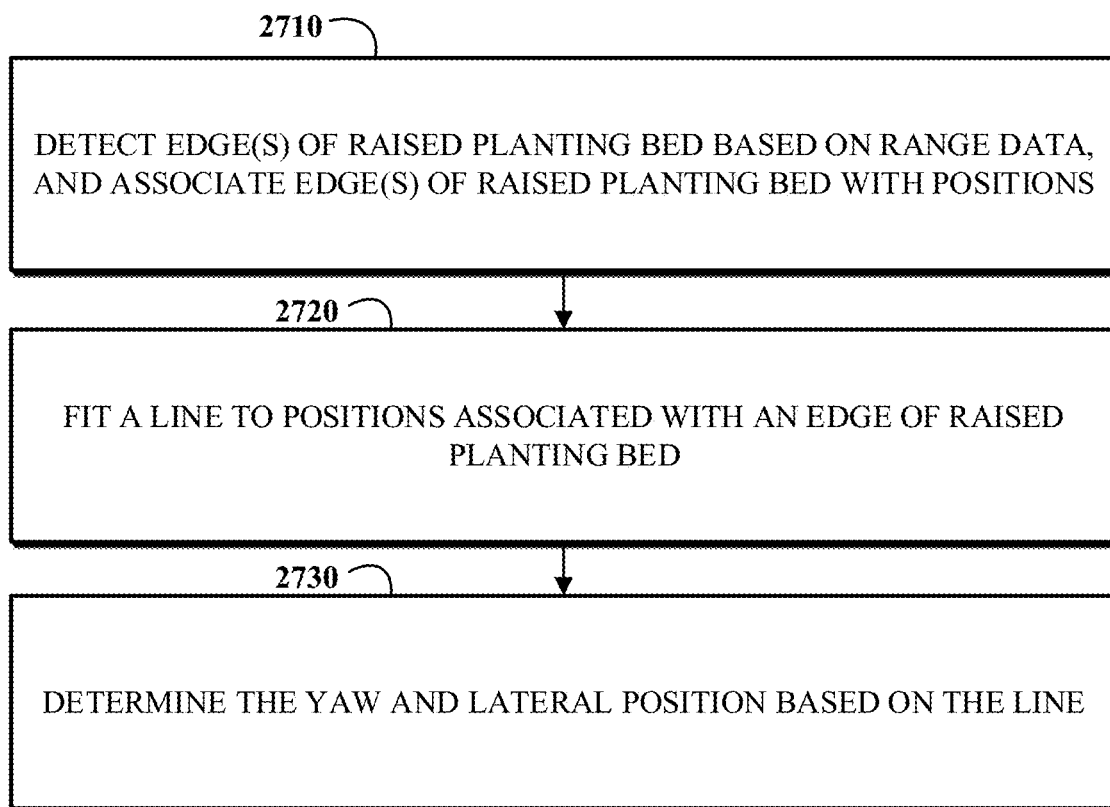 2710
DETECT EDGE(S) OF RAISED PLANTING BED BASED ON RANGE DATA,
AND ASSOCIATE EDGE(S) OF RAISED PLANTING BED WITH POSITIONS
2720
FIT A LINE TO POSITIONS ASSOCIATED WITH AN EDGE OF RAISED
PLANTING BED
2730
DETERMINE THE YAW AND LATERAL POSITION BASED ON THE LINE